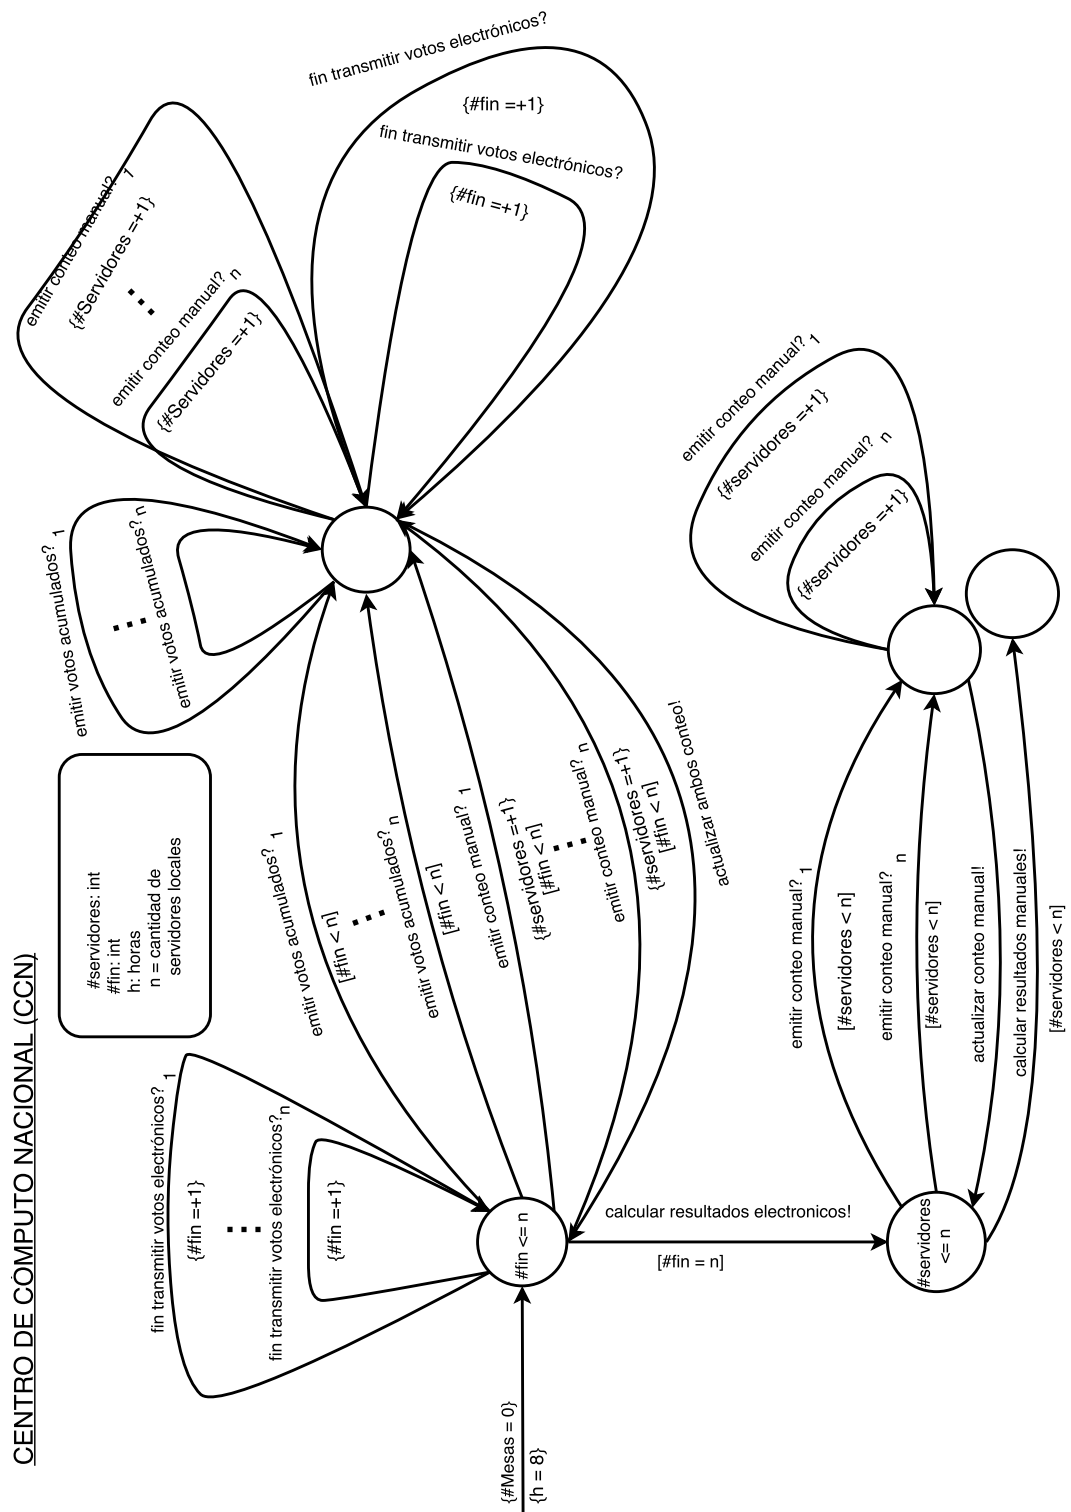 CENTRO DE CÓMPUTO NACIONAL (CCN)
#servidores: int
#fin: int
h: horas
n = cantidad de
servidores locales
{#Mesas = 0}
{h = 8}
#fin <= n
fin transmitir votos electrónicos? 1
{#fin =+1}
fin transmitir votos electrónicos? n
{#fin =+1}
emitir votos acumulados? 1
[#fin < n]
emitir votos acumulados? n
[#fin < n]
emitir conteo manual? 1
{#servidores =+1}
[#fin < n]
emitir conteo manual? n
{#servidores =+1}
[#fin < n]
actualizar ambos conteo!
emitir votos acumulados? 1
emitir votos acumulados? n
emitir conteo manual? 1
{#Servidores =+1}
emitir conteo manual? n
{#Servidores =+1}
fin transmitir votos electrónicos?
{#fin =+1}
fin transmitir votos electrónicos?
{#fin =+1}
calcular resultados electronicos!
[#fin = n]
#servidores
<= n
emitir conteo manual? 1
[#servidores < n]
emitir conteo manual? n
[#servidores < n]
actualizar conteo manual!
calcular resultados manuales!
[#servidores < n]
emitir conteo manual? 1
{#servidores =+1}
emitir conteo manual? n
{#servidores =+1}